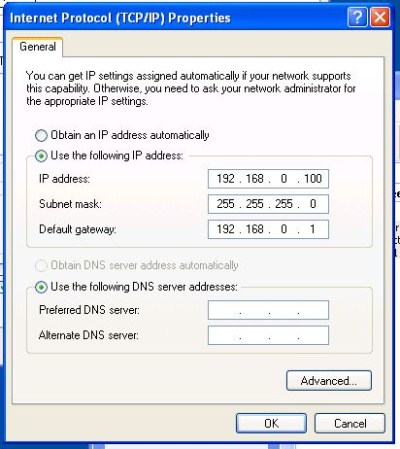 Internet Protocol (TCP/IP) Properties
General
You can get IP settings assigned automatically if your network supports
this capability. Otherwise, you need to ask your network administrator for
the appropriate IP settings.
Obtain an IP address automatically
Use the following IP address:
IP address: 192 . 168 . 0 . 100
Subnet mask: 255 . 255 . 255 . 0
Default gateway: 192 . 168 . 0 . 1
Obtain DNS server address automatically
Use the following DNS server addresses:
Preferred DNS server: . . .
Alternate DNS server: . . .
Advanced...
OK Cancel